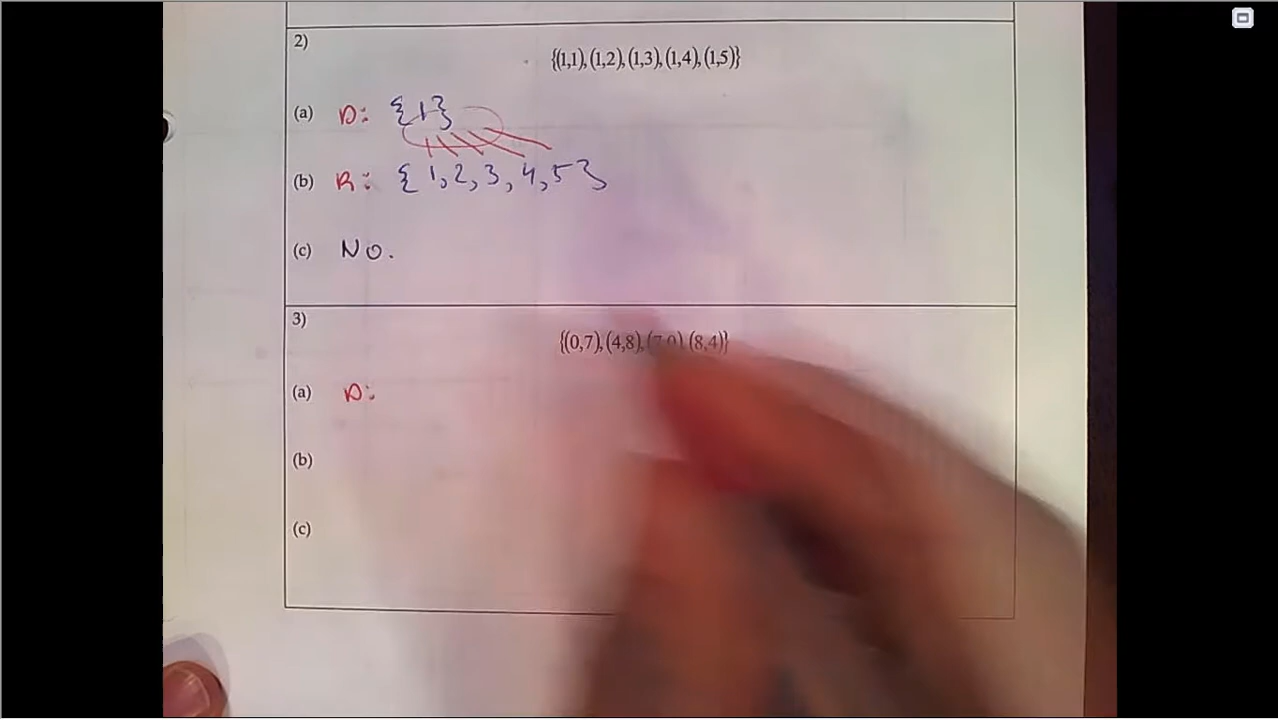 2)
{(1,1),(1,2),(1,3),(1,4),(1,5)}
(a) D: {1}
(b) R: {1,2,3,4,5}
(c) No.
3)
{(0,7),(4,8),(7,0),(8,4)}
(a) D:
(b)
(c)